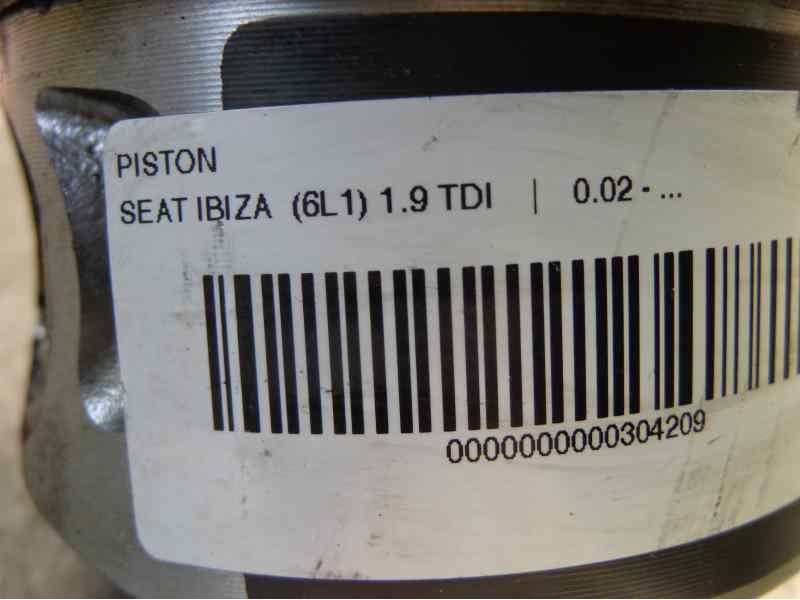 PISTON
SEAT IBIZA (6L1) 1.9 TDI | 0.02 - ...
0000000000304209